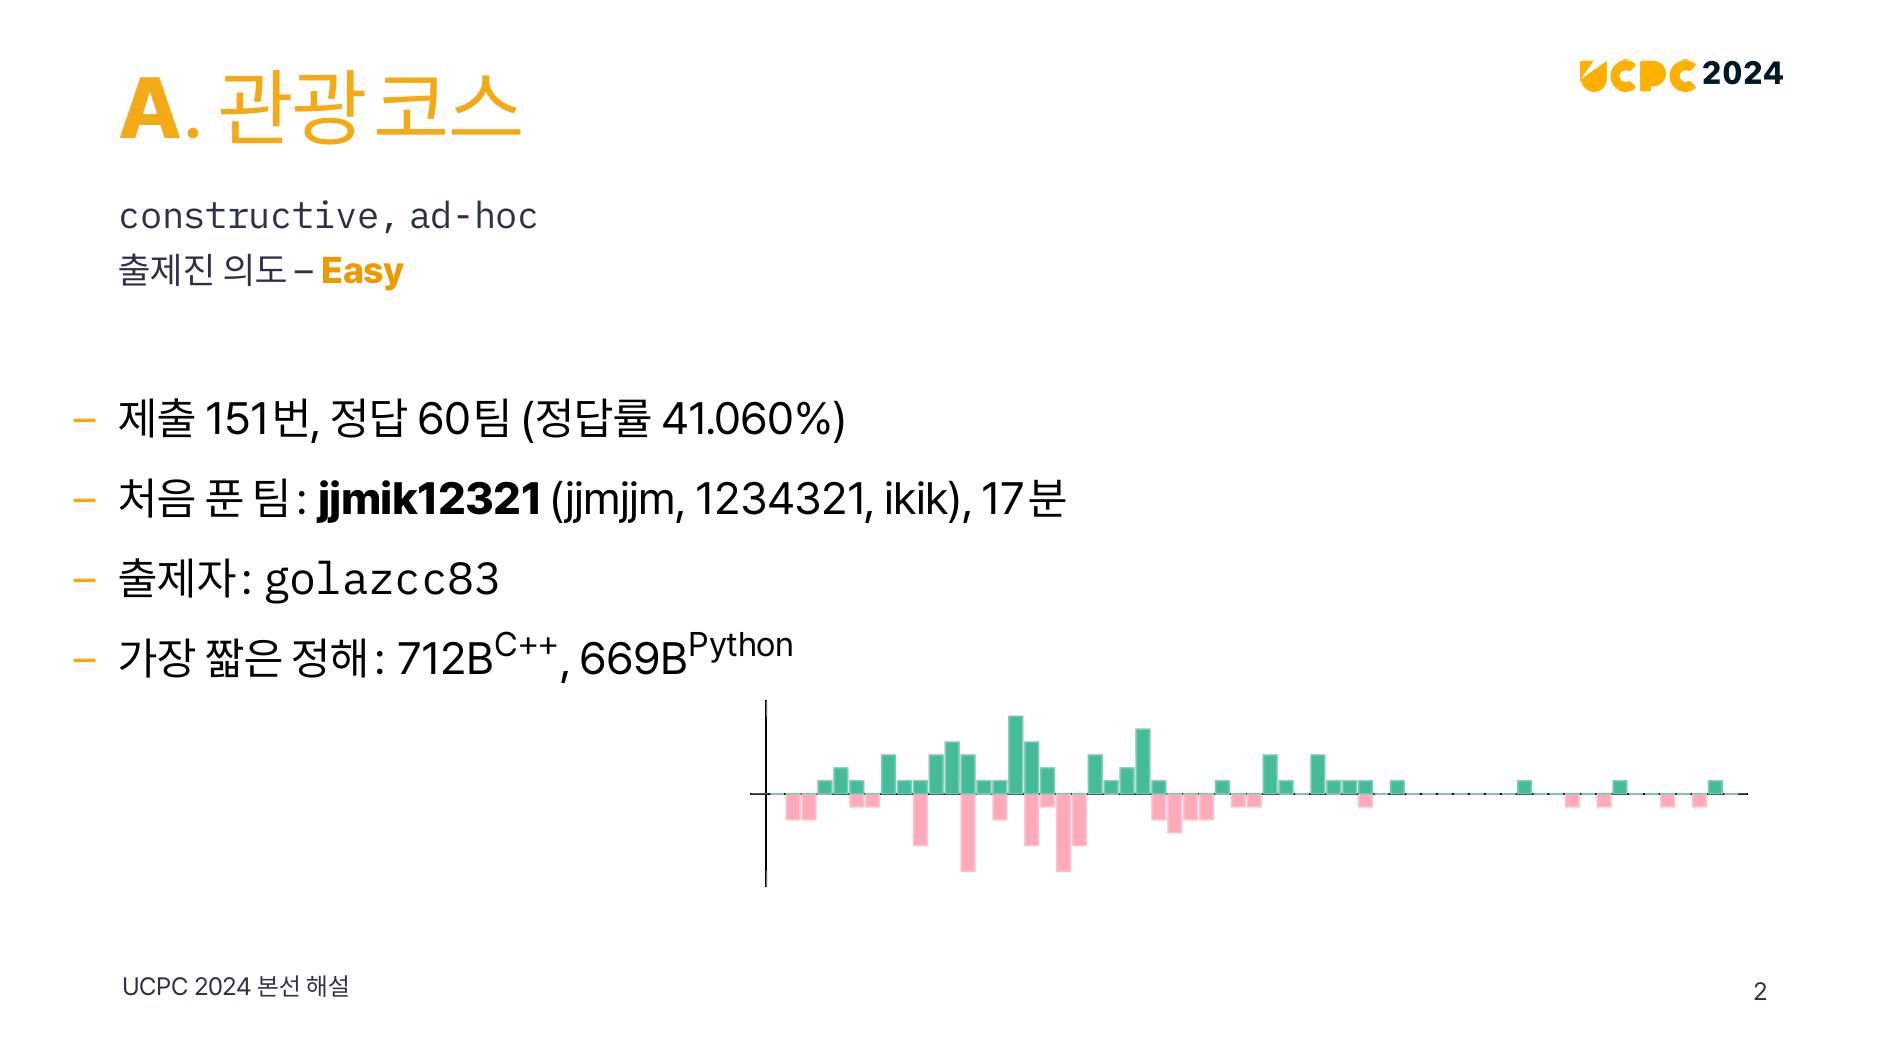 A. 관광 코스
UCPC 2024
constructive, ad-hoc
출제진 의도 – Easy
– 제출 151번, 정답 60팀 (정답률 41.060%)
– 처음 푼 팀: jjmik12321 (jjmjjm, 1234321, ikik), 17분
– 출제자: golazcc83
– 가장 짧은 정해: 712B^C++, 669B^Python
UCPC 2024 본선 해설
2